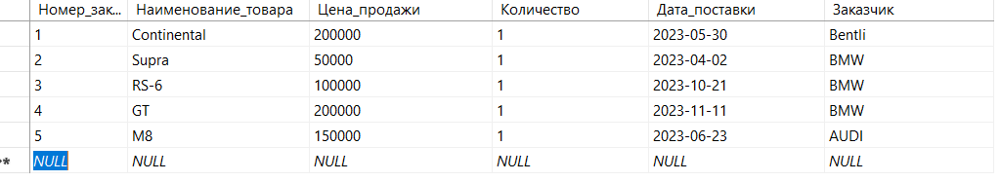 Номер_зак... Наименование_товара Цена_продажи Количество Дата_поставки Заказчик
1 Continental 200000 1 2023-05-30 Bentli
2 Supra 50000 1 2023-04-02 BMW
3 RS-6 100000 1 2023-10-21 BMW
4 GT 200000 1 2023-11-11 BMW
5 M8 150000 1 2023-06-23 AUDI
NULL NULL NULL NULL NULL NULL